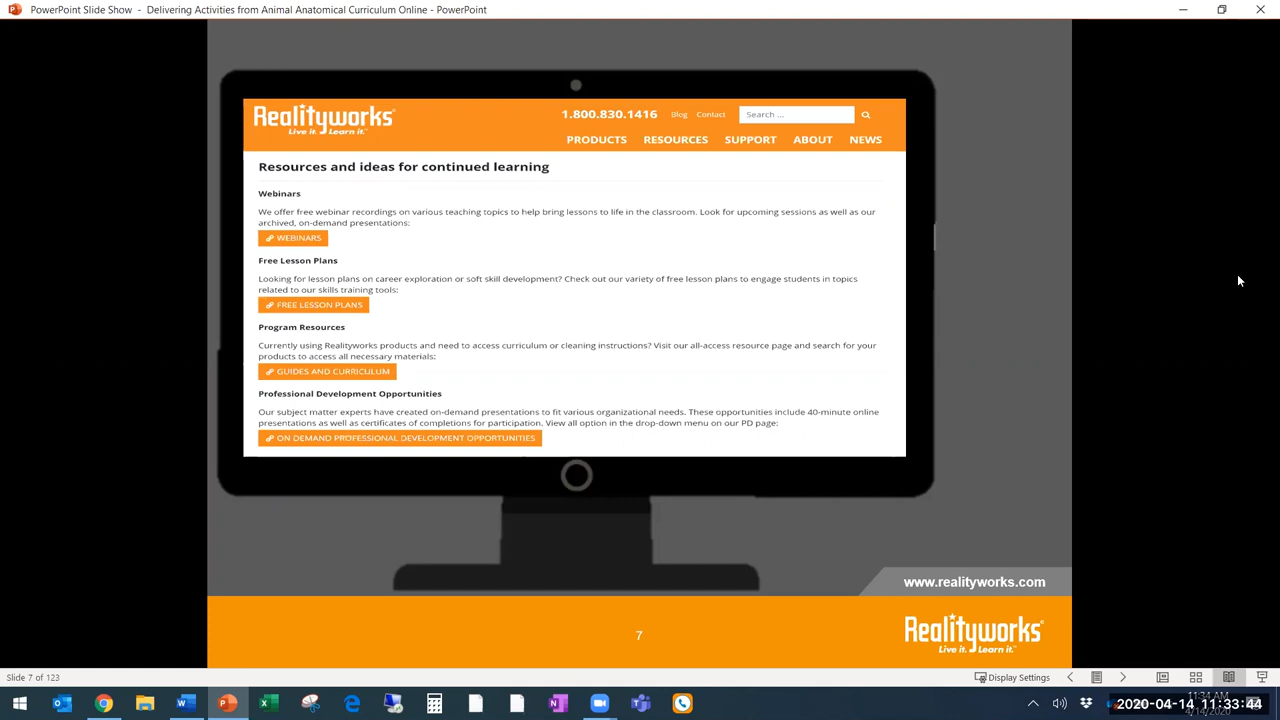 PowerPoint Slide Show - Delivering Activities from Animal Anatomical Curriculum Online - PowerPoint
Realityworks
Live it. Learn it.™
1.800.830.1416 Blog Contact Search ...
PRODUCTS RESOURCES SUPPORT ABOUT NEWS
Resources and ideas for continued learning
Webinars
We offer free webinar recordings on various teaching topics to help bring lessons to life in the classroom. Look for upcoming sessions as well as our
archived, on-demand presentations:
WEBINARS
Free Lesson Plans
Looking for lesson plans on career exploration or soft skill development? Check out our variety of free lesson plans to engage students in topics
related to our skills training tools:
FREE LESSON PLANS
Program Resources
Currently using Realityworks products and need to access curriculum or cleaning instructions? Visit our all-access resource page and search for your
products to access all necessary materials:
GUIDES AND CURRICULUM
Professional Development Opportunities
Our subject matter experts have created on-demand presentations to fit various organizational needs. These opportunities include 40-minute online
presentations as well as certificates of completions for participation. View all option in the drop-down menu on our PD page:
ON DEMAND PROFESSIONAL DEVELOPMENT OPPORTUNITIES
www.realityworks.com
7
Realityworks
Live it. Learn it.™
Slide 7 of 123
Display Settings
11:34 AM
2020-04-14 11:33:44
4/14/2020